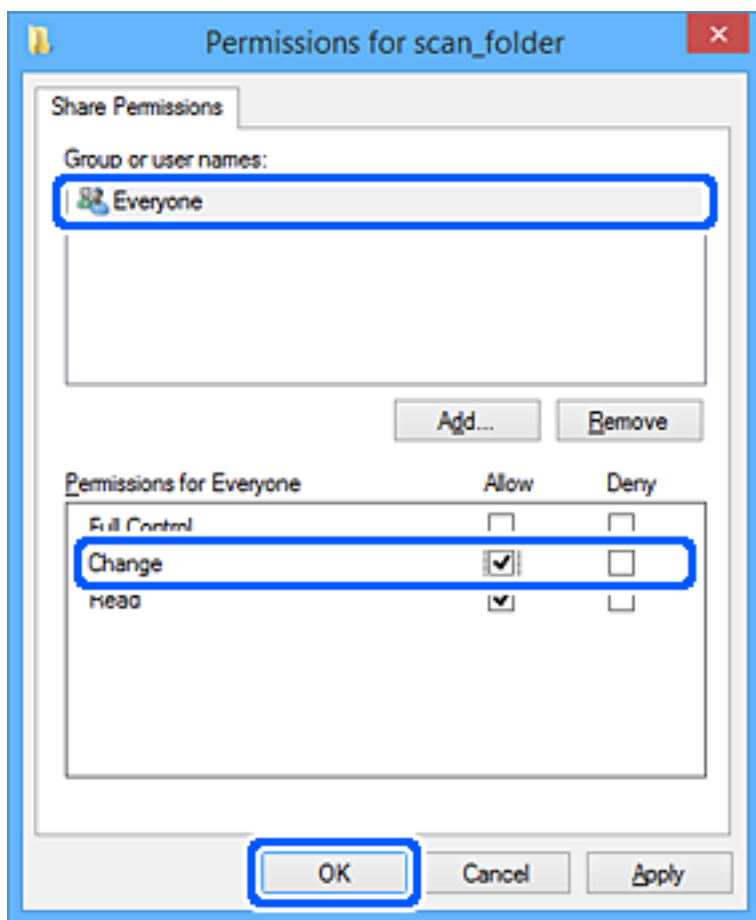 Permissions for scan_folder
Share Permissions
Group or user names:
Everyone
Add... Remove
Permissions for Everyone Allow Deny
Full Control
Change
Read
OK Cancel Apply